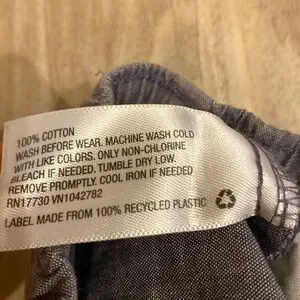 100% COTTON
WASH BEFORE WEAR. MACHINE WASH COLD
WITH LIKE COLORS. ONLY NON-CHLORINE
BLEACH IF NEEDED. TUMBLE DRY LOW.
REMOVE PROMPTLY. COOL IRON IF NEEDED
RN17730 VN1042782
LABEL MADE FROM 100% RECYCLED PLASTIC